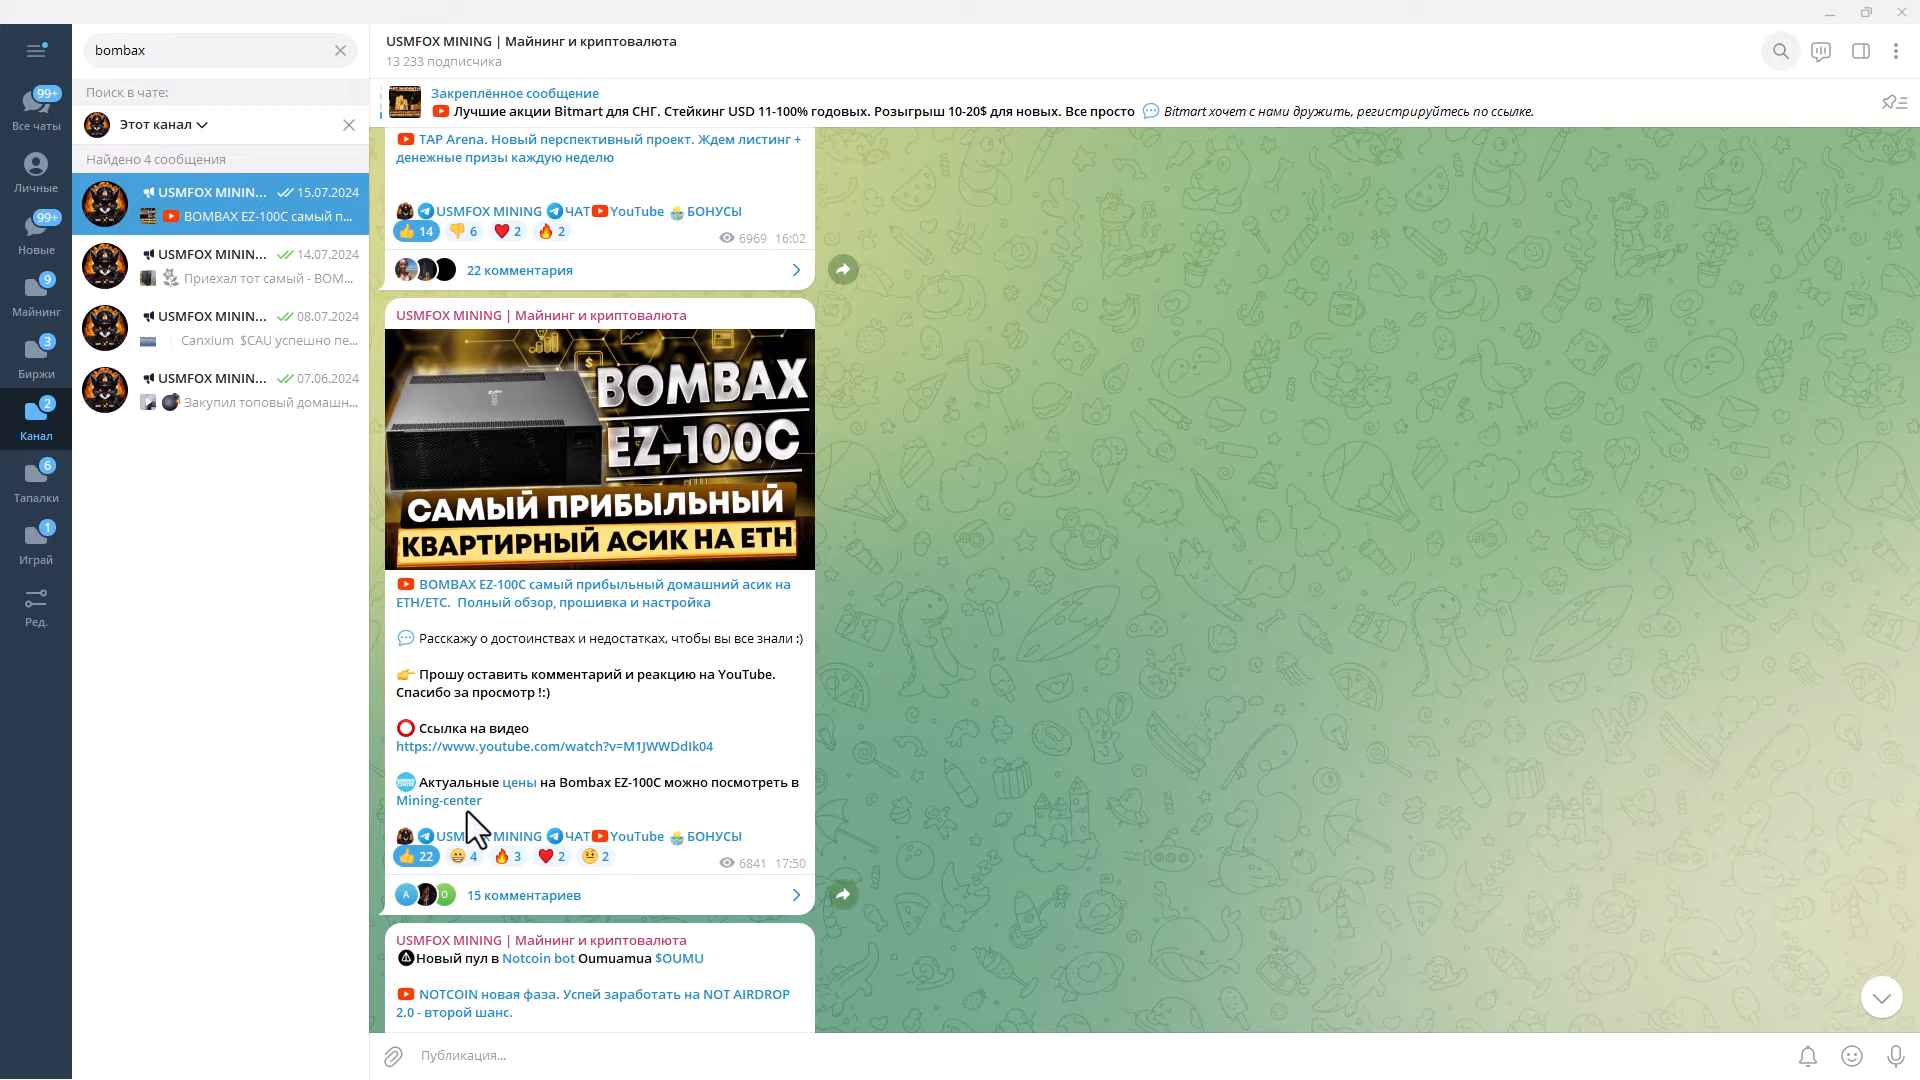 bombax
Поиск в чате:
Этот канал
Найдено 4 сообщения
USMFOX MININ... 15.07.2024
BOMBAX EZ-100C самый п...
USMFOX MININ... 14.07.2024
Приехал тот самый - BOM...
USMFOX MININ... 08.07.2024
Canxium $CAU успешно пе...
USMFOX MININ... 07.06.2024
Закупил топовый домашн...
99+
Все чаты
Личные
99+
Новые
9
Майнинг
3
Биржи
2
Канал
6
Тапалки
1
Играй
Ред.
USMFOX MINING | Майнинг и криптовалюта
13 233 подписчика
Закреплённое сообщение
Лучшие акции Bitmart для СНГ. Стейкинг USD 11-100% годовых. Розыгрыш 10-20$ для новых. Все просто Bitmart хочет с нами дружить, регистрируйтесь по ссылке.
TAP Arena. Новый перспективный проект. Ждем листинг +
денежные призы каждую неделю
USMFOX MINING ЧАТ YouTube БОНУСЫ
14 6 2 2
6969 16:02
22 комментария
USMFOX MINING | Майнинг и криптовалюта
BOMBAX
EZ-100C
САМЫЙ ПРИБЫЛЬНЫЙ
КВАРТИРНЫЙ АСИК НА ETH
BOMBAX EZ-100C самый прибыльный домашний асик на
ETH/ETC. Полный обзор, прошивка и настройка
Расскажу о достоинствах и недостатках, чтобы вы все знали :)
Прошу оставить комментарий и реакцию на YouTube.
Спасибо за просмотр !:)
Ссылка на видео
https://www.youtube.com/watch?v=M1JWWDdIk04
Актуальные цены на Bombax EZ-100C можно посмотреть в
Mining-center
USM MINING ЧАТ YouTube БОНУСЫ
22 4 3 2 2
6841 17:50
А О 15 комментариев
USMFOX MINING | Майнинг и криптовалюта
Новый пул в Notcoin bot Oumuamua $OUMU
NOTCOIN новая фаза. Успей заработать на NOT AIRDROP
2.0 - второй шанс.
Публикация...